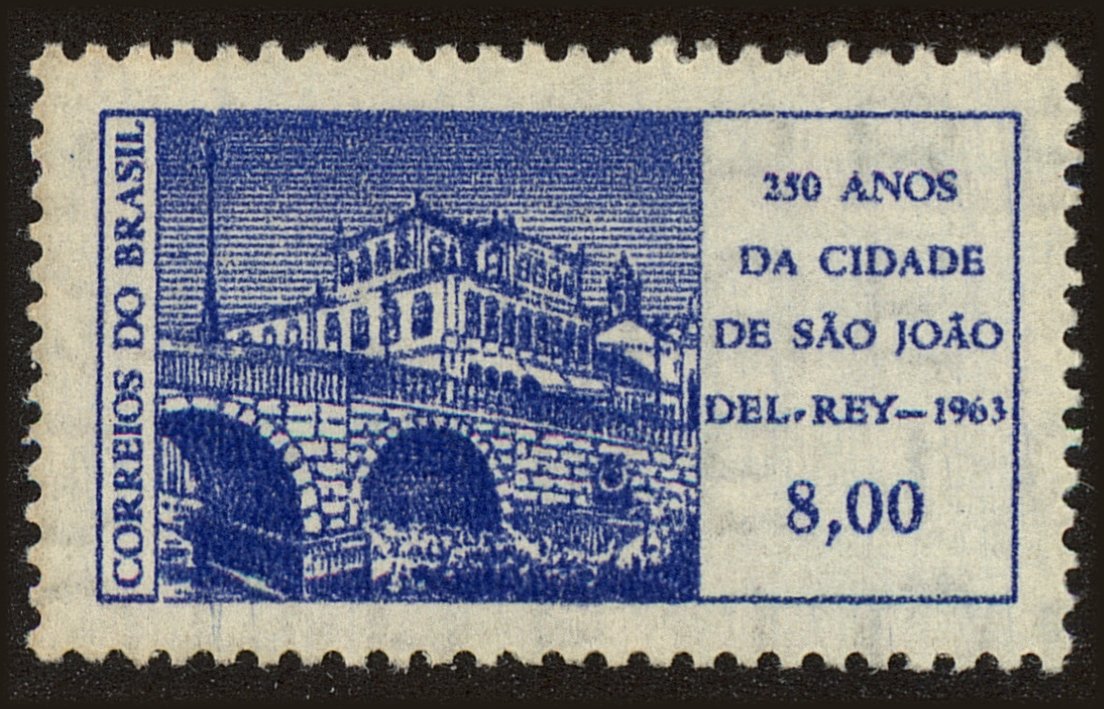 CORREIOS DO BRASIL
250 ANOS
DA CIDADE
DE SÃO JOÃO
DEL.REY—1963
8,00